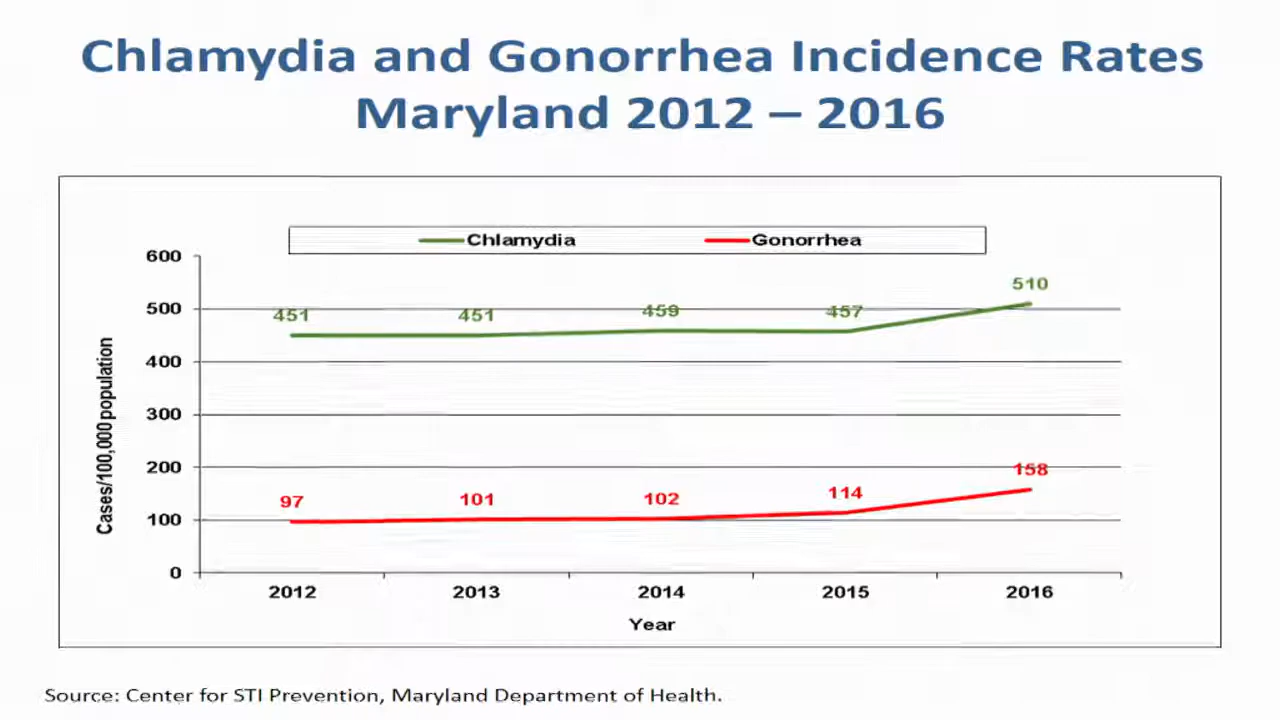 Chlamydia and Gonorrhea Incidence Rates
Maryland 2012 – 2016
Chlamydia Gonorrhea
600
500
400
300
200
100
0
Cases/100,000 population
451 451 459 457 510
97 101 102 114 158
2012 2013 2014 2015 2016
Year
Source: Center for STI Prevention, Maryland Department of Health.